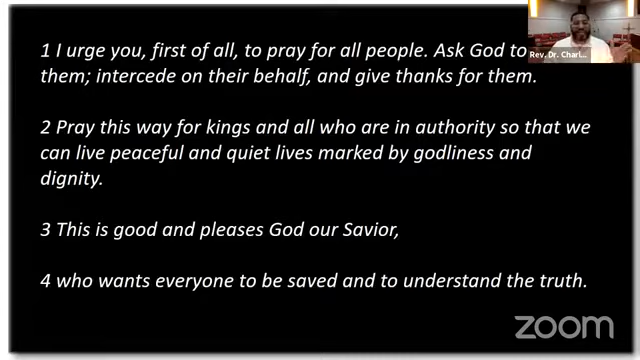 1 I urge you, first of all, to pray for all people. Ask God to
them; intercede on their behalf, and give thanks for them.
2 Pray this way for kings and all who are in authority so that we
can live peaceful and quiet lives marked by godliness and
dignity.
3 This is good and pleases God our Savior,
4 who wants everyone to be saved and to understand the truth.
Rev. Dr. Charl...
zoom